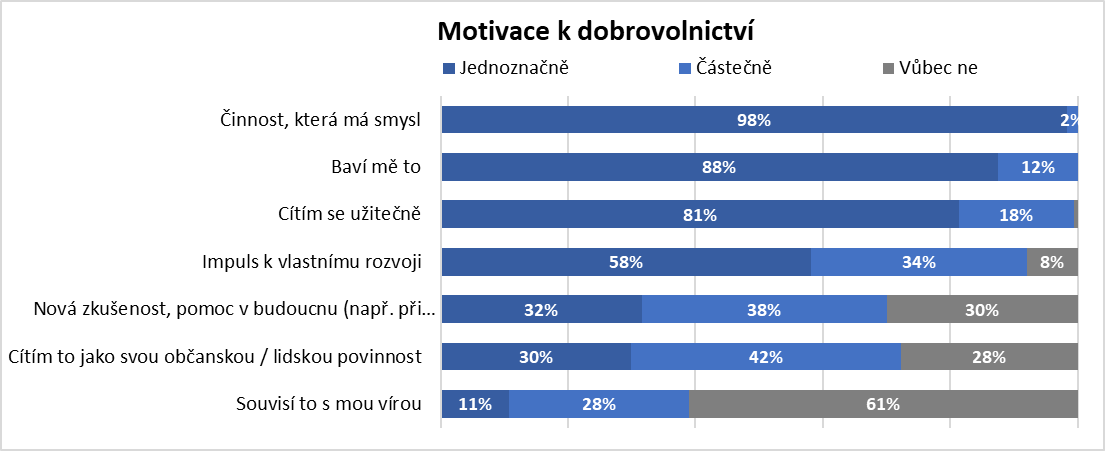 Motivace k dobrovolnictví
Jednoznačně Částečně Vůbec ne
Činnost, která má smysl 98% 2%
Baví mě to 88% 12%
Cítím se užitečně 81% 18%
Impuls k vlastnímu rozvoji 58% 34% 8%
Nová zkušenost, pomoc v budoucnu (např. při... 32% 38% 30%
Cítím to jako svou občanskou / lidskou povinnost 30% 42% 28%
Souvisí to s mou vírou 11% 28% 61%